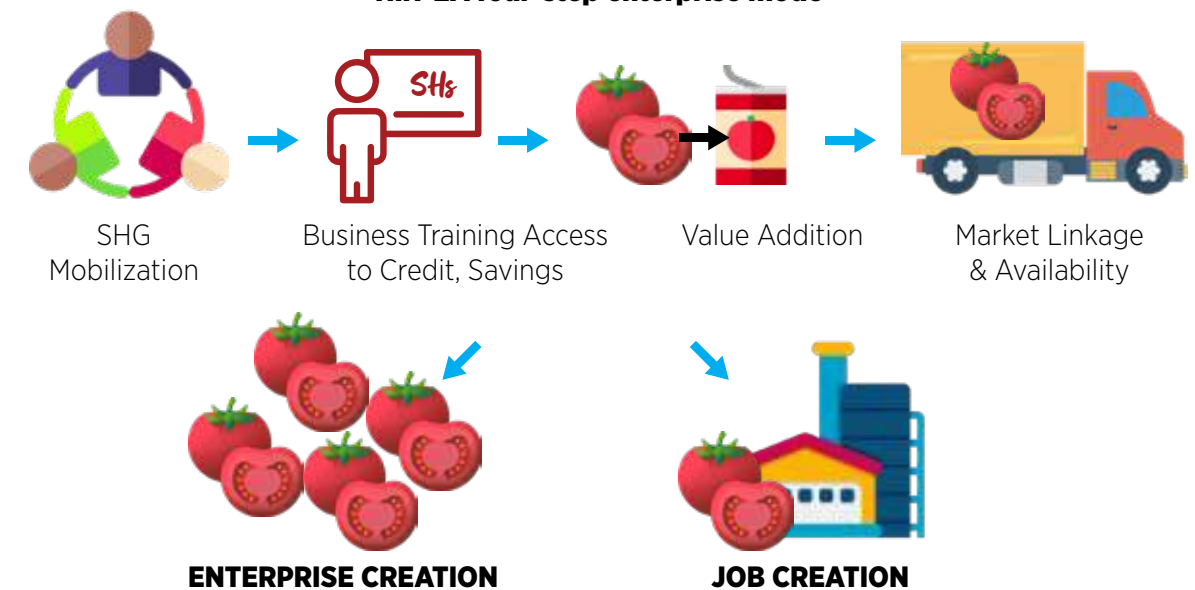 SHs
SHG
Mobilization
Business Training Access
to Credit, Savings
Value Addition
Market Linkage
& Availability
ENTERPRISE CREATION
JOB CREATION